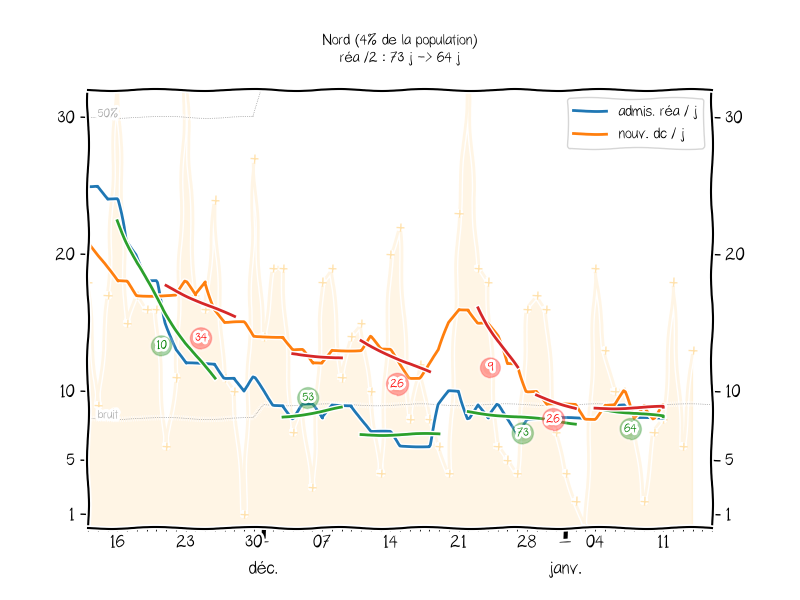 Nord (4% de la population)
réa /2 : 73 j -> 64 j
admis. réa / j
nouv. dc / j
50%
bruit
30
20
10
5
1
30
20
10
5
1
10
34
53
26
9
73
26
64
16 23 30 07 14 21 28 04 11
déc. janv.